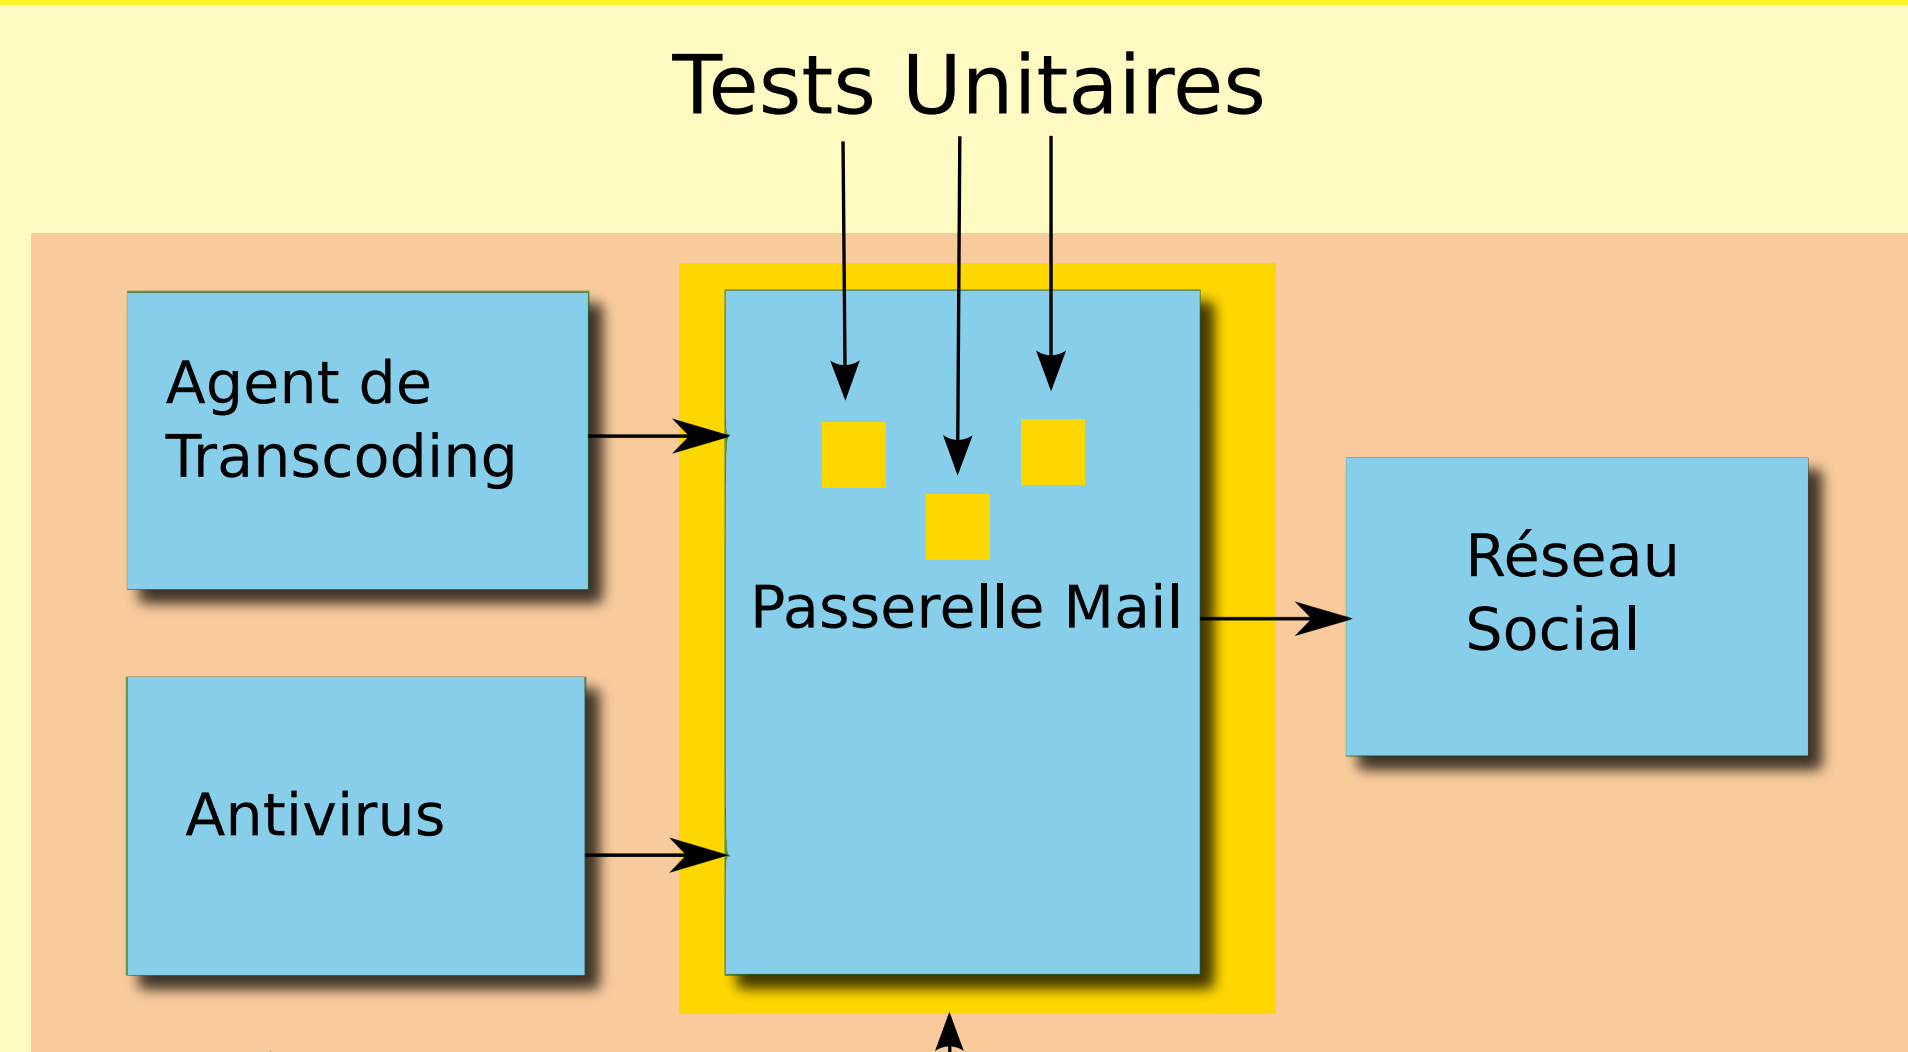 Tests Unitaires
Agent de
Transcoding
Passerelle Mail
Réseau
Social
Antivirus